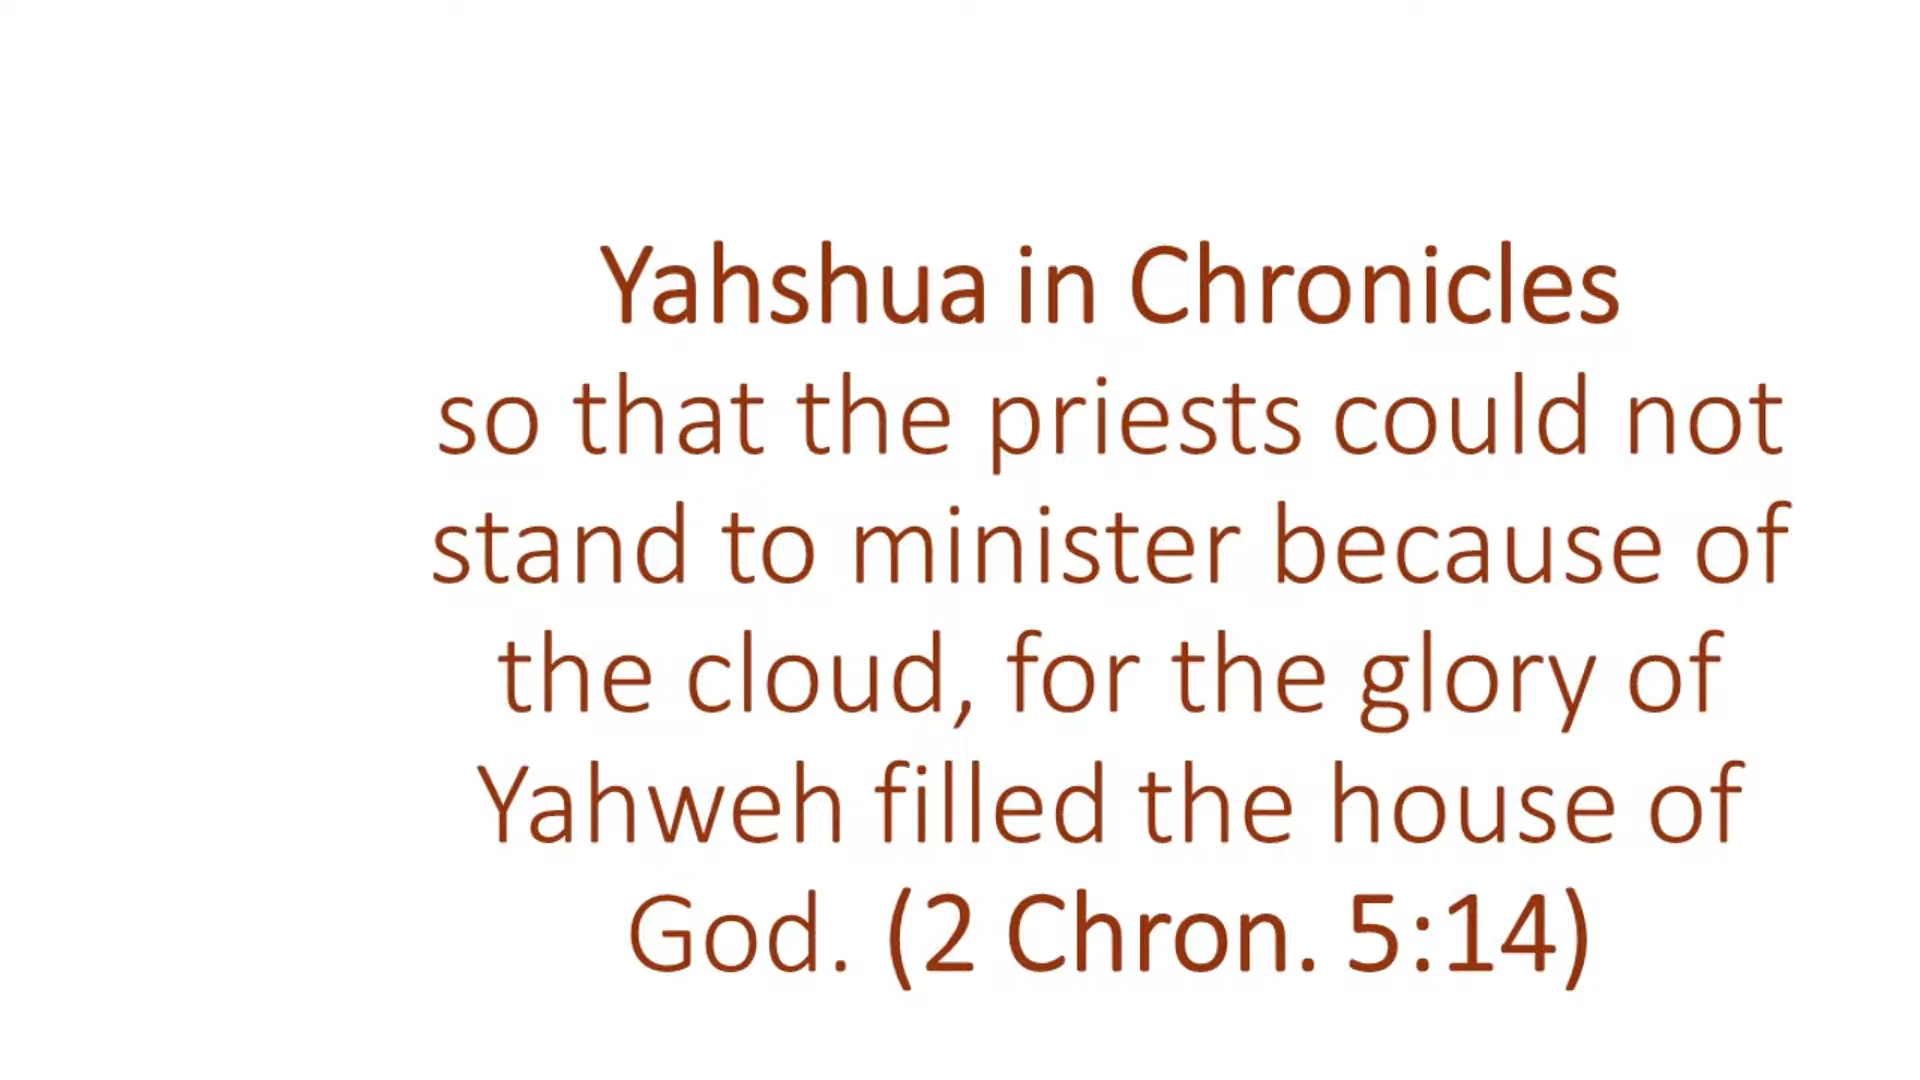 Yahshua in Chronicles
so that the priests could not
stand to minister because of
the cloud, for the glory of
Yahweh filled the house of
God. (2 Chron. 5:14)